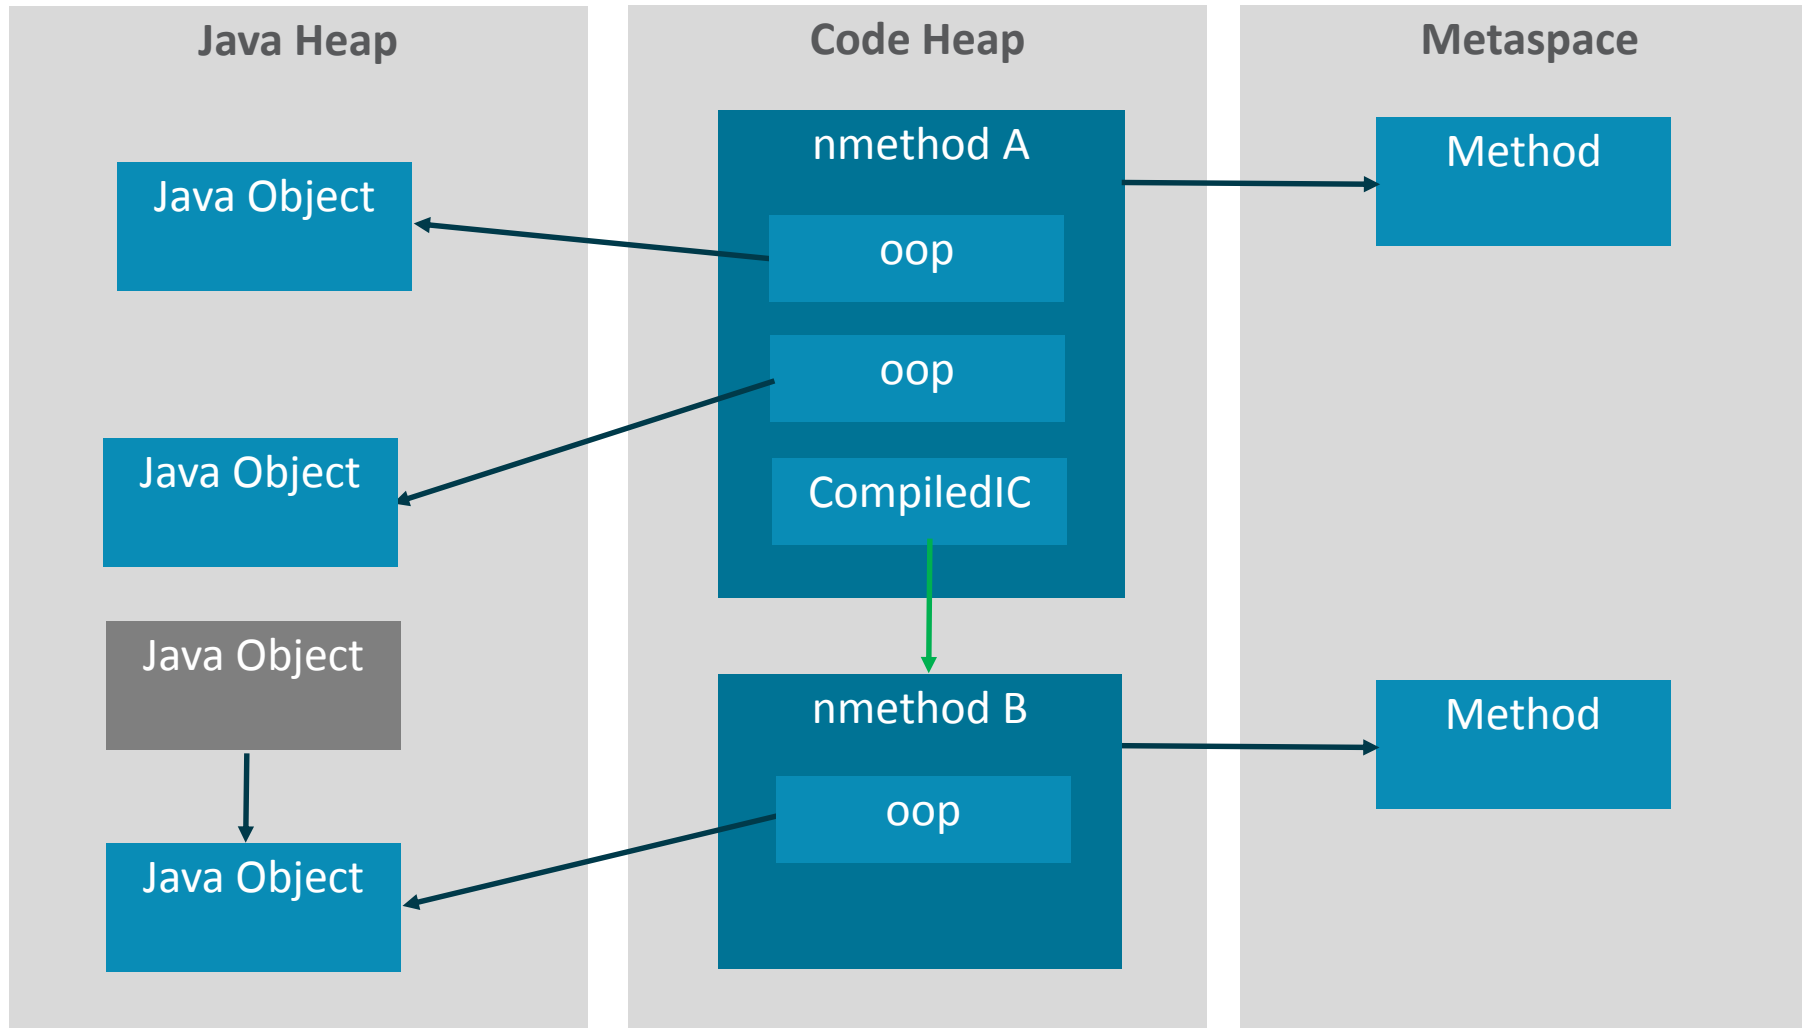 Java Heap
Java Object
Java Object
Java Object
Java Object
Code Heap
nmethod A
oop
oop
CompiledIC
nmethod B
oop
Metaspace
Method
Method